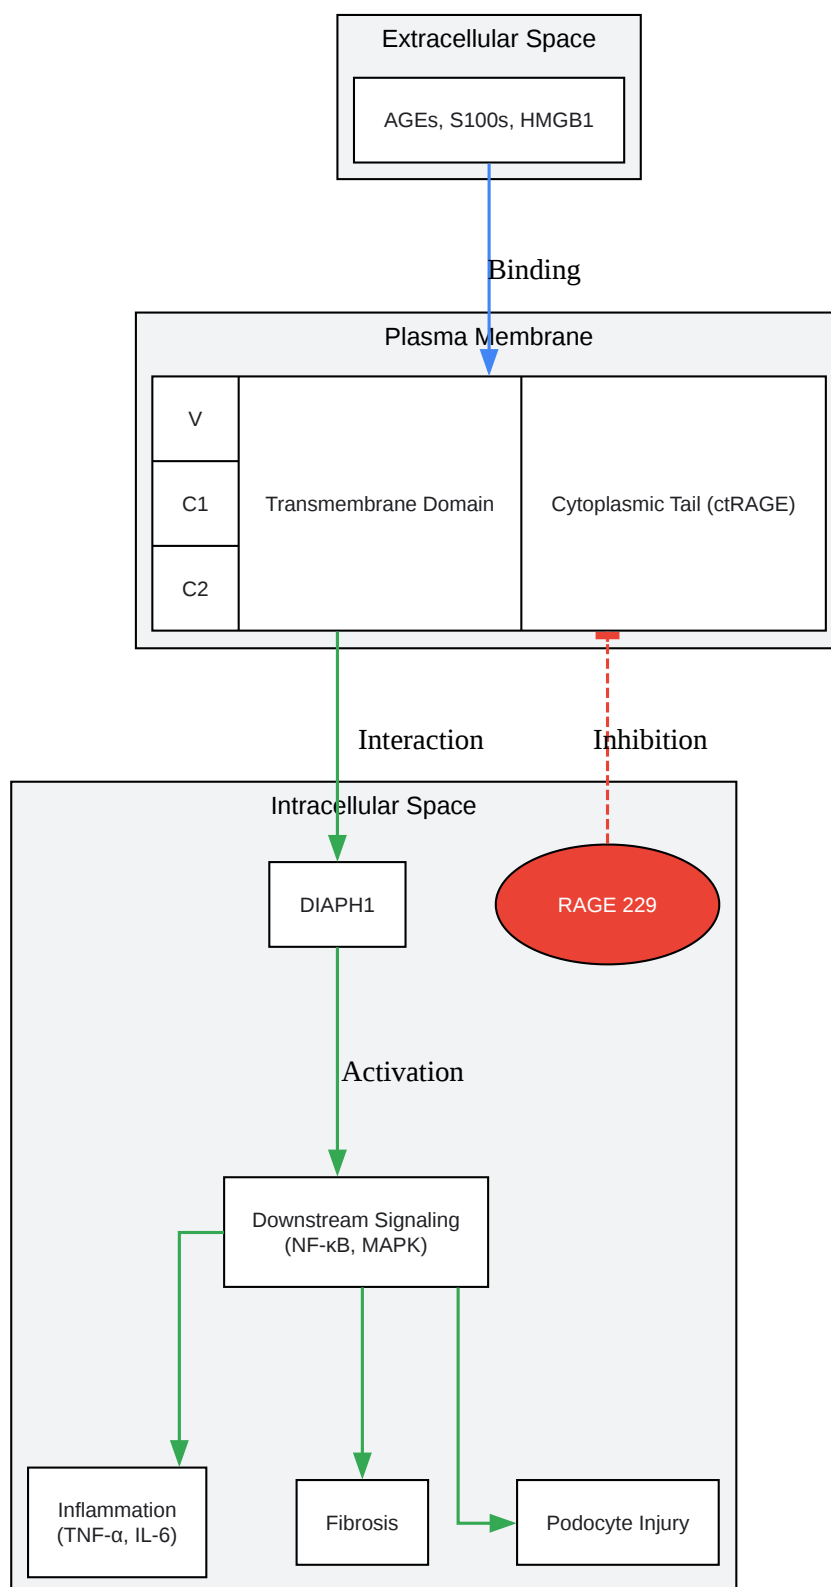 Extracellular Space
AGEs, S100s, HMGB1
Binding
Plasma Membrane
V
C1
C2
Transmembrane Domain
Cytoplasmic Tail (ctRAGE)
Interaction
Inhibition
Intracellular Space
DIAPH1
RAGE 229
Activation
Downstream Signaling
(NF-κB, MAPK)
Inflammation
(TNF-α, IL-6)
Fibrosis
Podocyte Injury